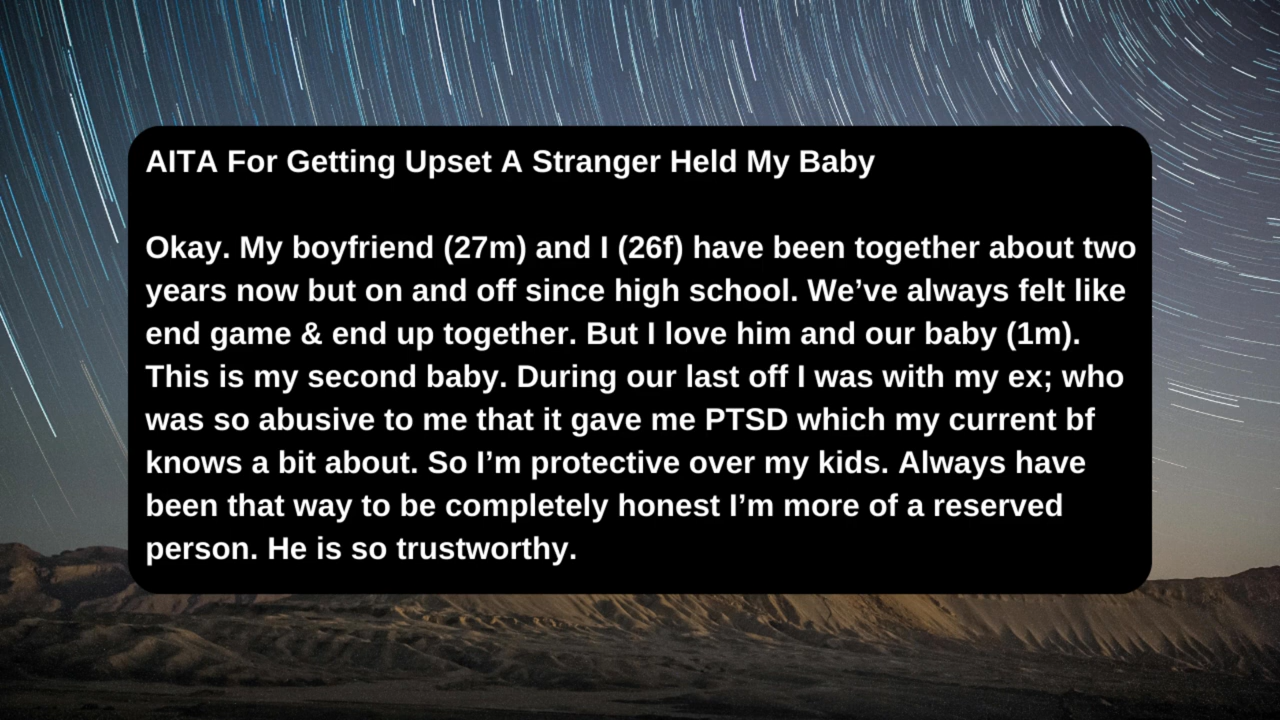 AITA For Getting Upset A Stranger Held My Baby
Okay. My boyfriend (27m) and I (26f) have been together about two
years now but on and off since high school. We’ve always felt like
end game & end up together. But I love him and our baby (1m).
This is my second baby. During our last off I was with my ex; who
was so abusive to me that it gave me PTSD which my current bf
knows a bit about. So I’m protective over my kids. Always have
been that way to be completely honest I’m more of a reserved
person. He is so trustworthy.